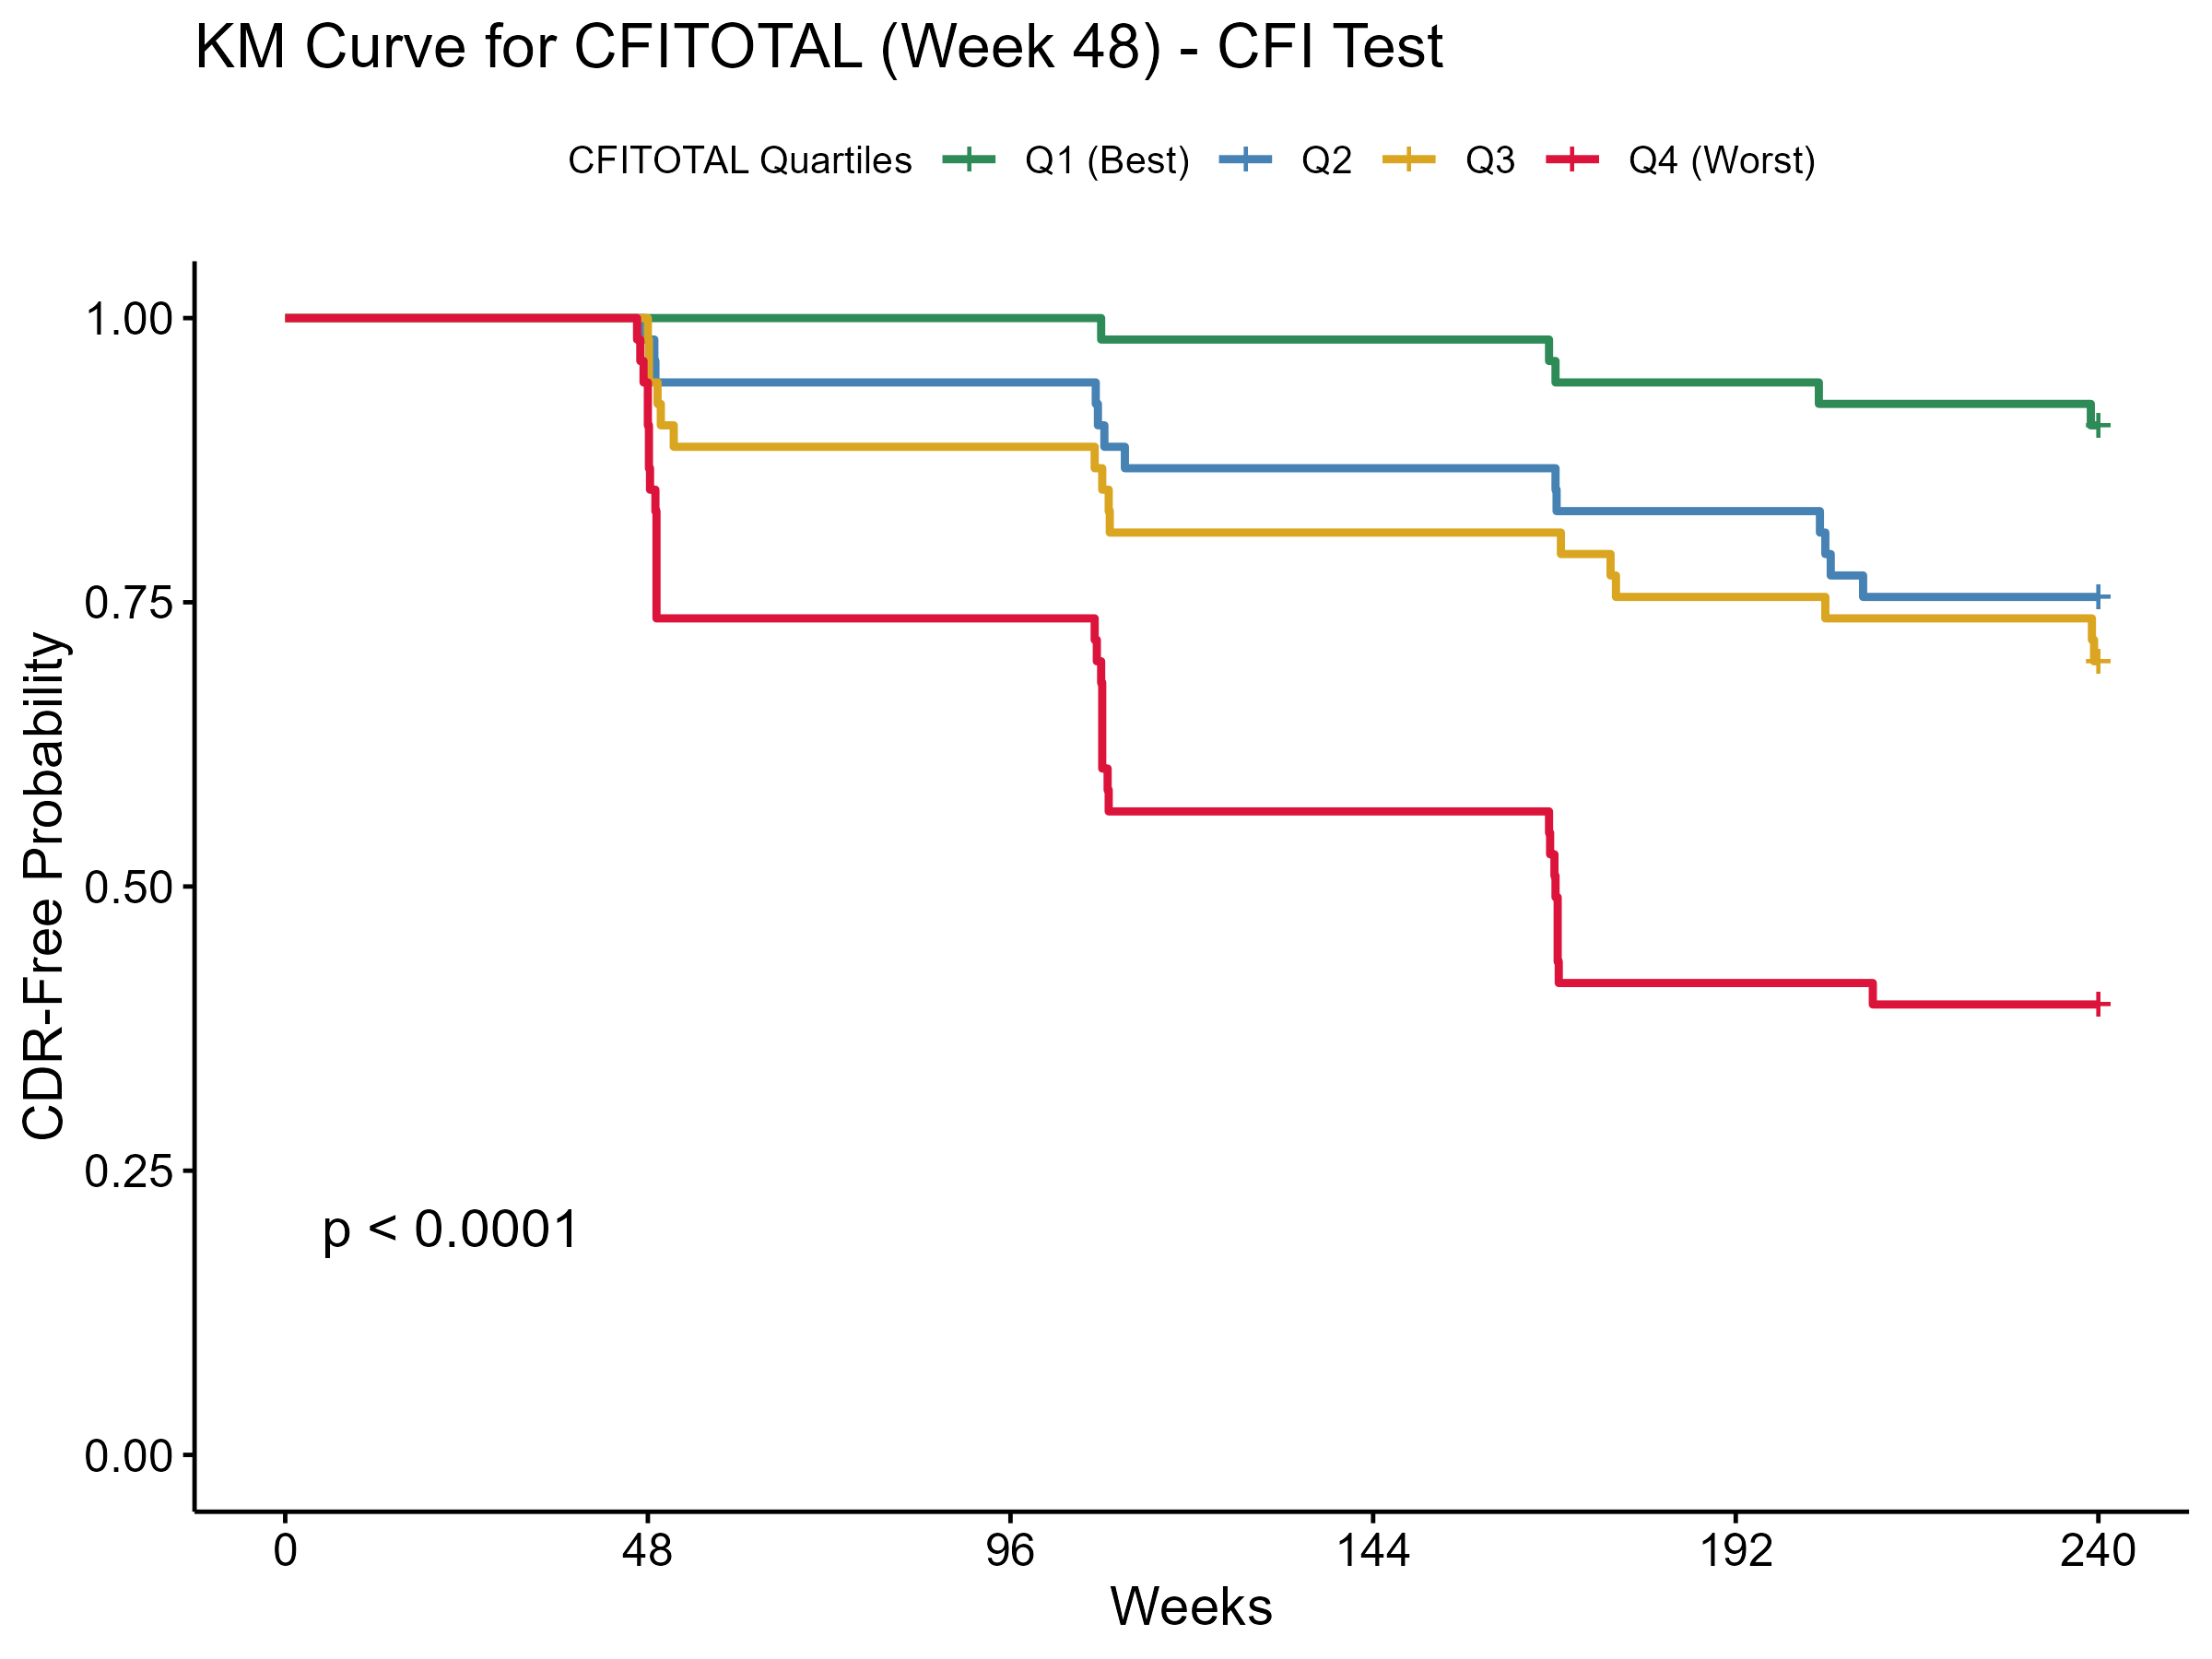 KM Curve for CFITOTAL (Week 48) - CFI Test
CFITOTAL Quartiles Q1 (Best) Q2 Q3 Q4 (Worst)
CDR-Free Probability
1.00
0.75
0.50
0.25
0.00
p < 0.0001
0 48 96 144 192 240
Weeks